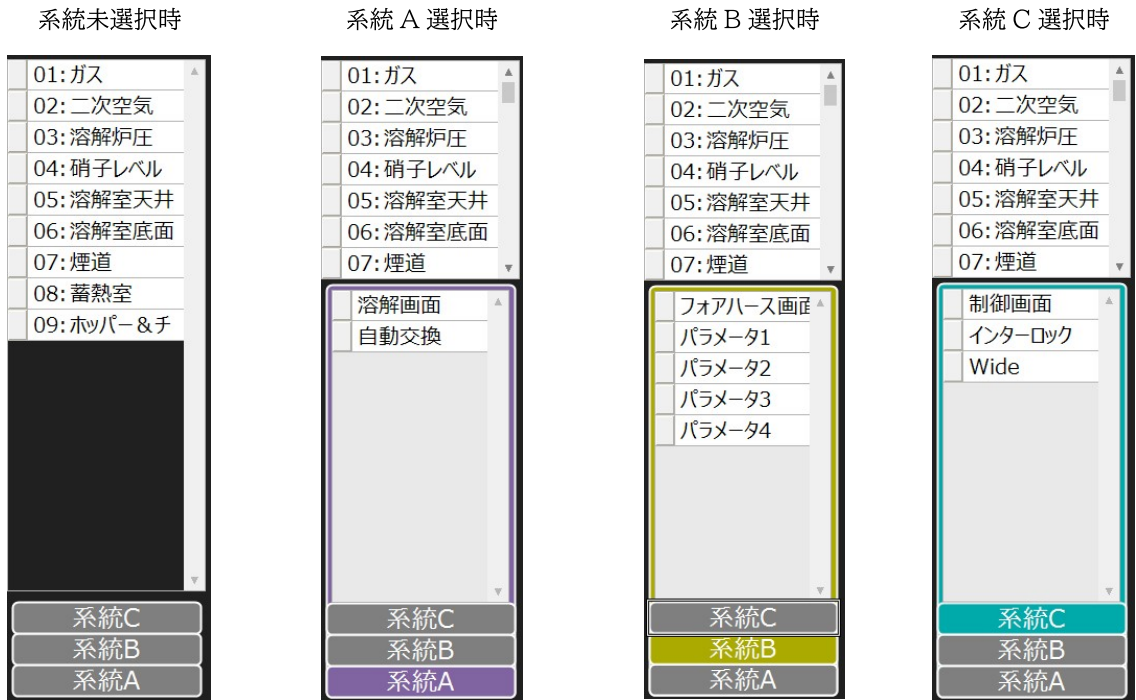 系統未選択時
01:ガス
02:二次空気
03:溶解炉圧
04:硝子レベル
05:溶解室天井
06:溶解室底面
07:煙道
08:蓄熱室
09:ホッパー＆チ
系統C
系統B
系統A
系統 A 選択時
01:ガス
02:二次空気
03:溶解炉圧
04:硝子レベル
05:溶解室天井
06:溶解室底面
07:煙道
溶解画面
自動交換
系統C
系統B
系統A
系統 B 選択時
01:ガス
02:二次空気
03:溶解炉圧
04:硝子レベル
05:溶解室天井
06:溶解室底面
07:煙道
フォアハース画面
パラメータ1
パラメータ2
パラメータ3
パラメータ4
系統C
系統B
系統A
系統 C 選択時
01:ガス
02:二次空気
03:溶解炉圧
04:硝子レベル
05:溶解室天井
06:溶解室底面
07:煙道
制御画面
インターロック
Wide
系統C
系統B
系統A